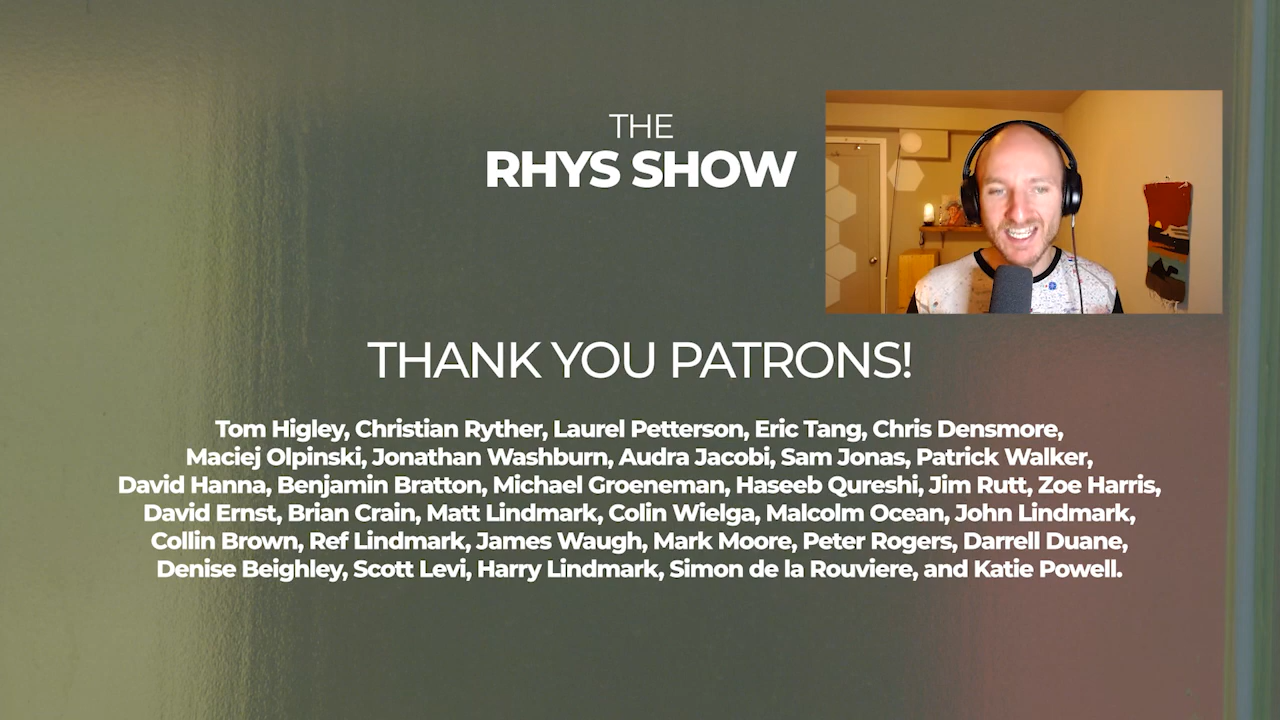 THE
RHYS SHOW
THANK YOU PATRONS!
Tom Higley, Christian Ryther, Laurel Petterson, Eric Tang, Chris Densmore,
Maciej Olpinski, Jonathan Washburn, Audra Jacobi, Sam Jonas, Patrick Walker,
David Hanna, Benjamin Bratton, Michael Groeneman, Haseeb Qureshi, Jim Rutt, Zoe Harris,
David Ernst, Brian Crain, Matt Lindmark, Colin Wielga, Malcolm Ocean, John Lindmark,
Collin Brown, Ref Lindmark, James Waugh, Mark Moore, Peter Rogers, Darrell Duane,
Denise Beighley, Scott Levi, Harry Lindmark, Simon de la Rouviere, and Katie Powell.